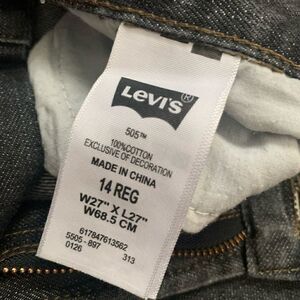 Levi's
505™
100%COTTON
EXCLUSIVE OF DECORATION
MADE IN CHINA
14 REG
W27" X L27"
W68.5 CM
617847613562
5505 - 897
0126 313